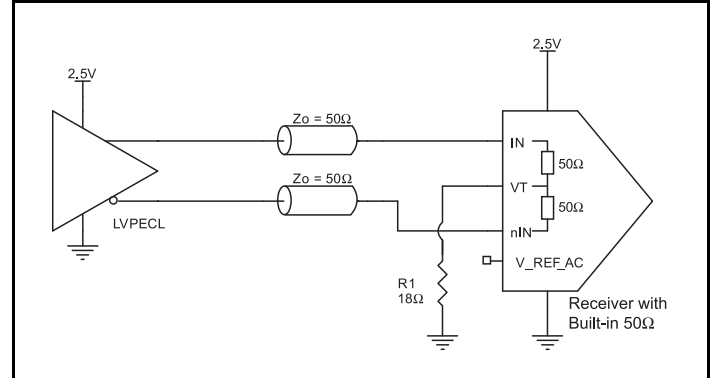 2.5V
2.5V
Zo = 50Ω
IN
50Ω
Zo = 50Ω
VT
50Ω
LVPECL
nIN
V_REF_AC
R1
18Ω
Receiver with
Built-in 50Ω